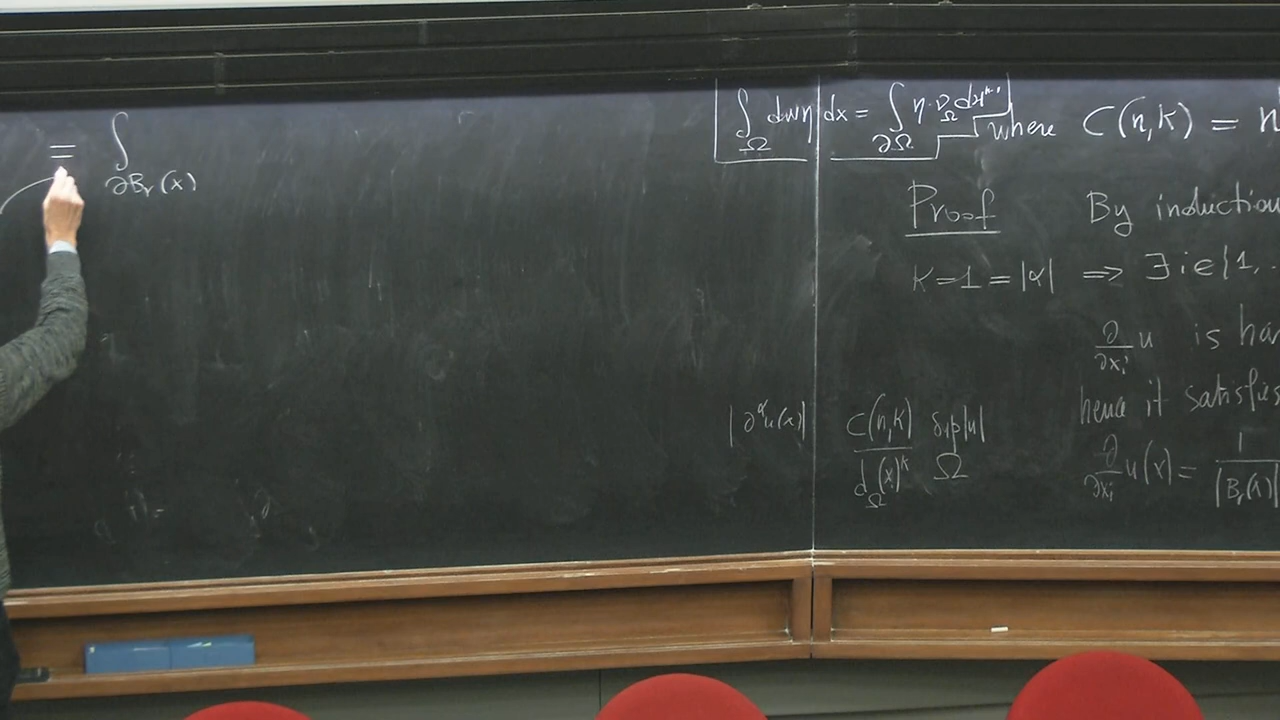 = ∫_{∂B_r(x)}
∫_Ω div η dx = ∫_{∂Ω} η · ν_Ω dℋ^{n-1}
where C(n,K) = n
Proof By induction
K=1=|α| ⇒ ∃ i ∈ {1, ..
∂/∂x_i u is har
hence it satisfies
|∂^α u(x)| C(n,K)/d_Ω(x)^K sup|u| Ω
∂/∂x_i u(x) = 1/|B_r(x)|